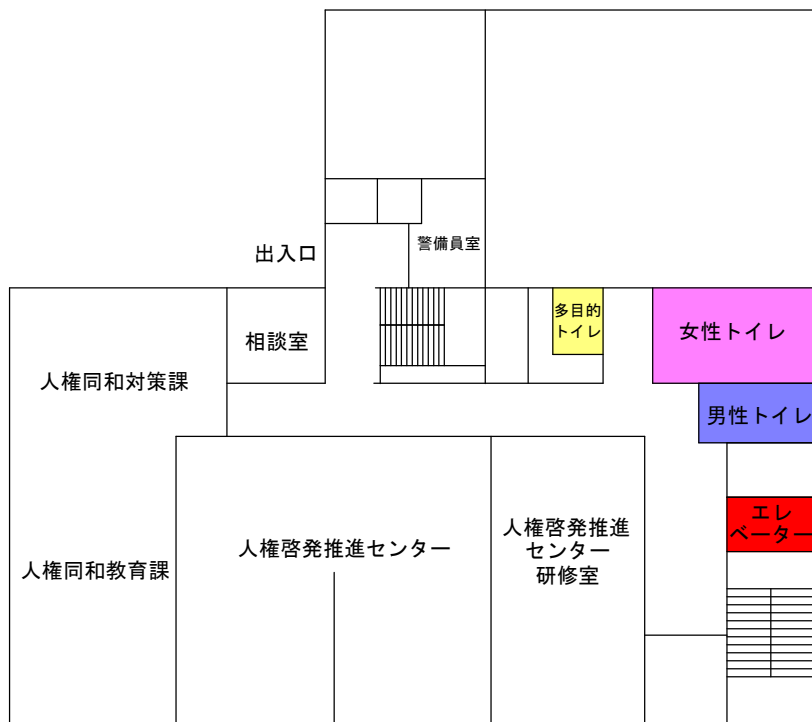 出入口
警備員室
多目的
トイレ
女性トイレ
相談室
人権同和対策課
男性トイレ
エレ
ベーター
人権啓発推進センター
人権啓発推進
センター
研修室
人権同和教育課